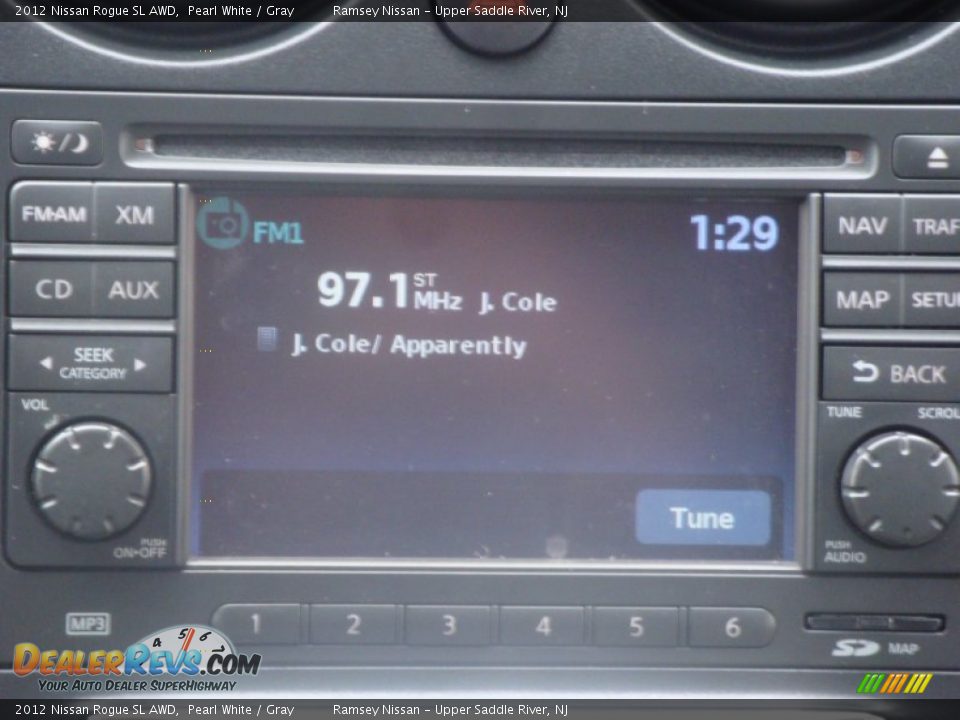 2012 Nissan Rogue SL AWD, Pearl White / Gray Ramsey Nissan - Upper Saddle River, NJ
FM•AM XM
CD AUX
SEEK
CATEGORY
VOL
PUSH
ON•OFF
FM1 1:29
97.1 ST MHz J. Cole
J. Cole/ Apparently
Tune
NAV TRAF
MAP SETU
BACK
TUNE SCROL
PUSH
AUDIO
MP3
1 2 3 4 5 6
SD MAP
4 5 6
DEALERREVS.COM
YOUR AUTO DEALER SUPERHIGHWAY
2012 Nissan Rogue SL AWD, Pearl White / Gray Ramsey Nissan - Upper Saddle River, NJ